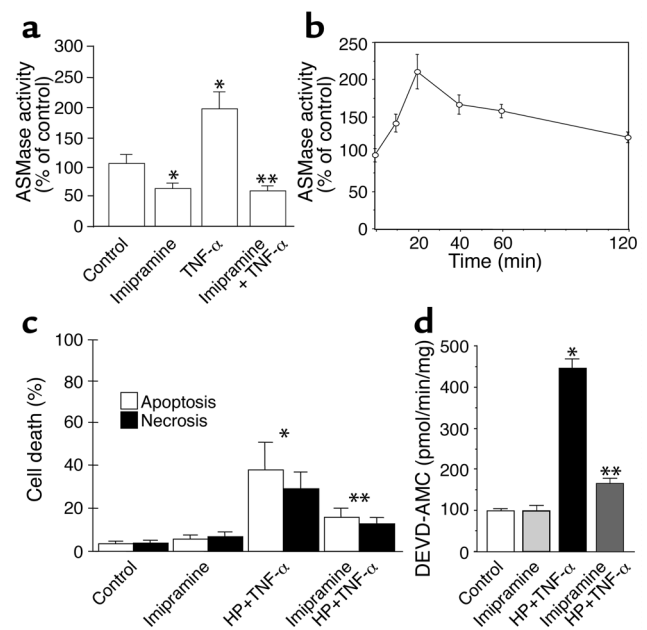 a
ASMase activity
(% of control)
300
250
200
150
100
50
0
*
*
**
Control
Imipramine
TNF-α
Imipramine
+ TNF-α
b
ASMase activity
(% of control)
250
200
150
100
50
0
20
40
60
120
Time (min)
c
Cell death (%)
100
80
60
40
20
0
Apoptosis
Necrosis
*
**
Control
Imipramine
HP+TNF-α
Imipramine
HP+TNF-α
d
DEVD-AMC (pmol/min/mg)
500
400
300
200
100
0
*
**
Control
Imipramine
HP+TNF-α
Imipramine
HP+TNF-α